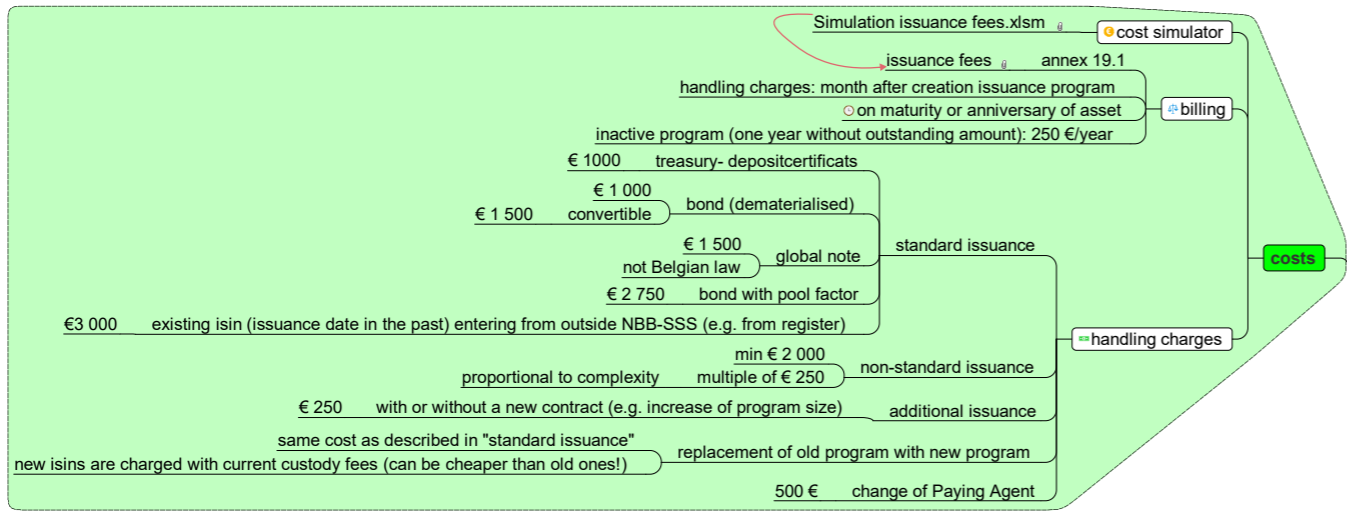 Simulation issuance fees.xlsm cost simulator
issuance fees annex 19.1
handling charges: month after creation issuance program
on maturity or anniversary of asset
billing
inactive program (one year without outstanding amount): 250 €/year
€ 1000 treasury- depositcertificats
€ 1 000
bond (dematerialised)
€ 1 500 convertible
€ 1 500
standard issuance
global note
not Belgian law
costs
€ 2 750 bond with pool factor
€3 000 existing isin (issuance date in the past) entering from outside NBB-SSS (e.g. from register)
handling charges
min € 2 000
non-standard issuance
proportional to complexity multiple of € 250
€ 250 with or without a new contract (e.g. increase of program size) additional issuance
same cost as described in "standard issuance"
replacement of old program with new program
new isins are charged with current custody fees (can be cheaper than old ones!)
500 € change of Paying Agent